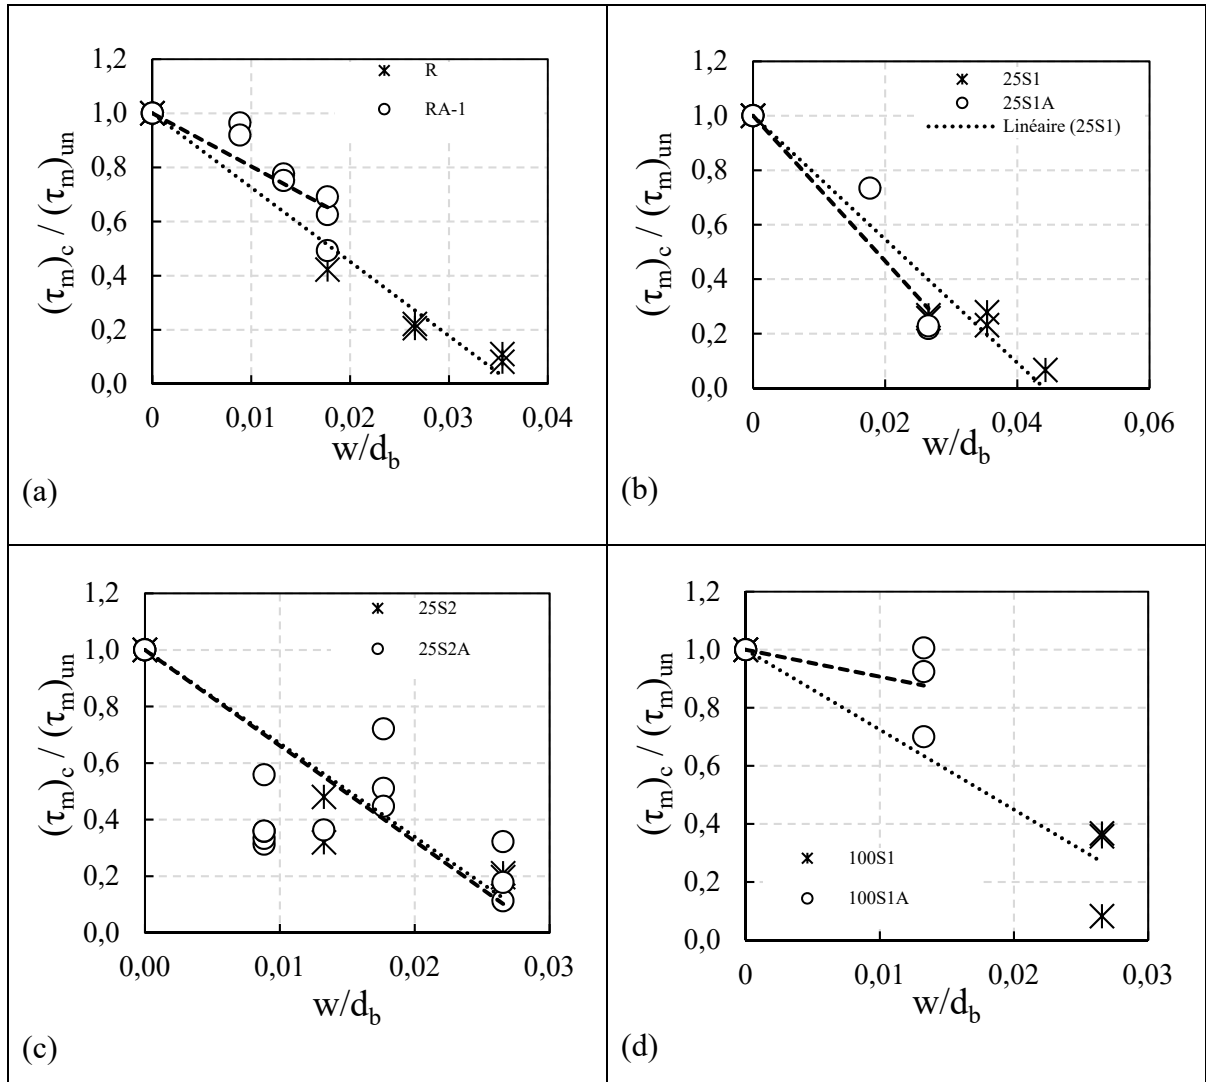 1,2
1,0
0,8
0,6
0,4
0,2
0,0
(τm)c / (τm)un
R
RA-1
0
0,01
0,02
0,03
0,04
w/db
(a)
1,2
1,0
0,8
0,6
0,4
0,2
0,0
(τm)c / (τm)un
25S1
25S1A
Linéaire (25S1)
0
0,02
0,04
0,06
w/db
(b)
1,2
1,0
0,8
0,6
0,4
0,2
0,0
(τm)c / (τm)un
25S2
25S2A
0,00
0,01
0,02
0,03
w/db
(c)
1,2
1,0
0,8
0,6
0,4
0,2
0,0
(τm)c / (τm)un
100S1
100S1A
0
0,01
0,02
0,03
w/db
(d)